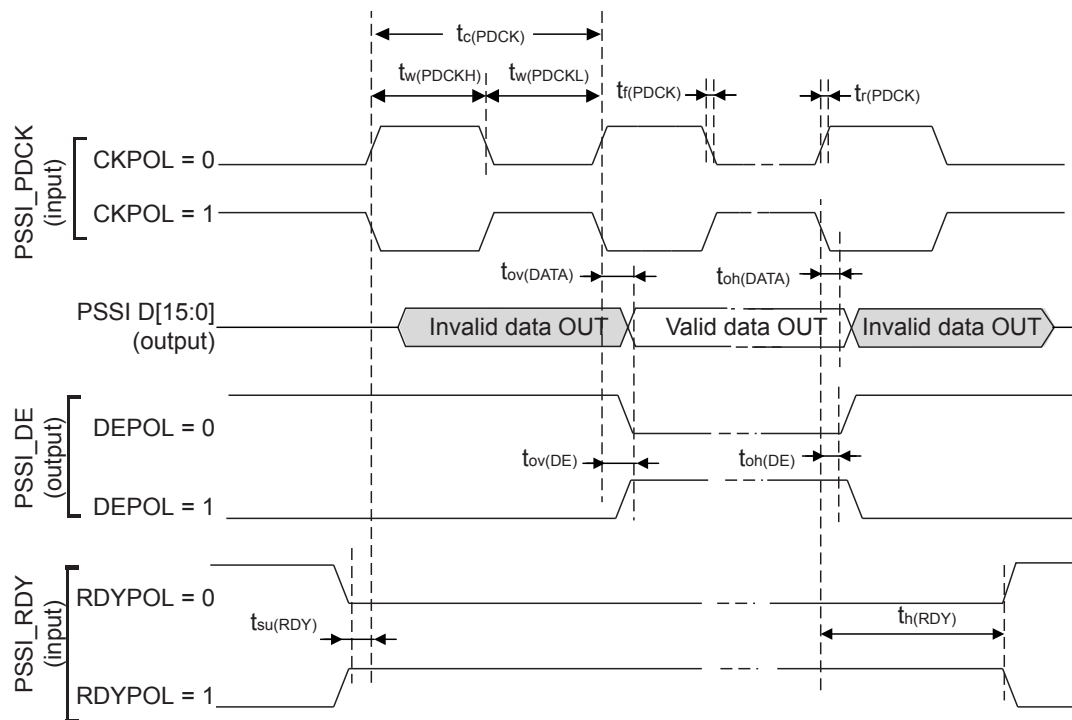 tc(PDCK)
tw(PDCKH)
tw(PDCKL)
tf(PDCK)
tr(PDCK)
PSSI_PDCK
(input)
CKPOL = 0
CKPOL = 1
tov(DATA)
toh(DATA)
PSSI D[15:0]
(output)
Invalid data OUT
Valid data OUT
Invalid data OUT
PSSI_DE
(output)
DEPOL = 0
tov(DE)
toh(DE)
DEPOL = 1
PSSI_RDY
(input)
RDYPOL = 0
tsu(RDY)
th(RDY)
RDYPOL = 1